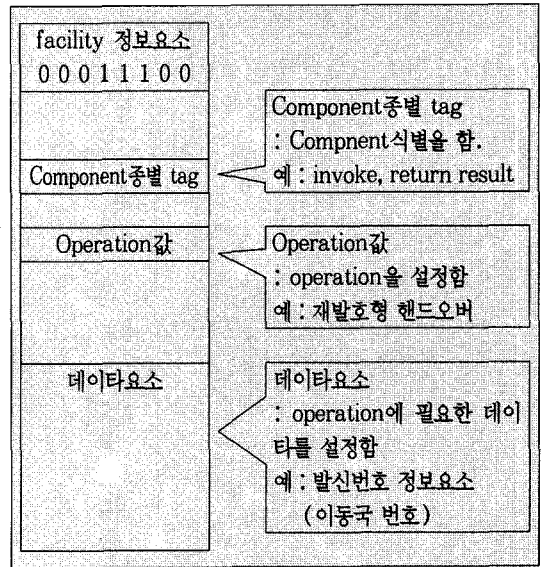 facility 정보요소
0 0 0 1 1 1 0 0
Component종별 tag
Operation값
데이타요소
Component종별 tag
: Compnent식별을 함.
예 : invoke, return result
Operation값
: operation을 설정함
예 : 재발호형 핸드오버
데이타요소
: operation에 필요한 데이
타를 설정함
예 : 발신번호 정보요소
(이동국 번호)